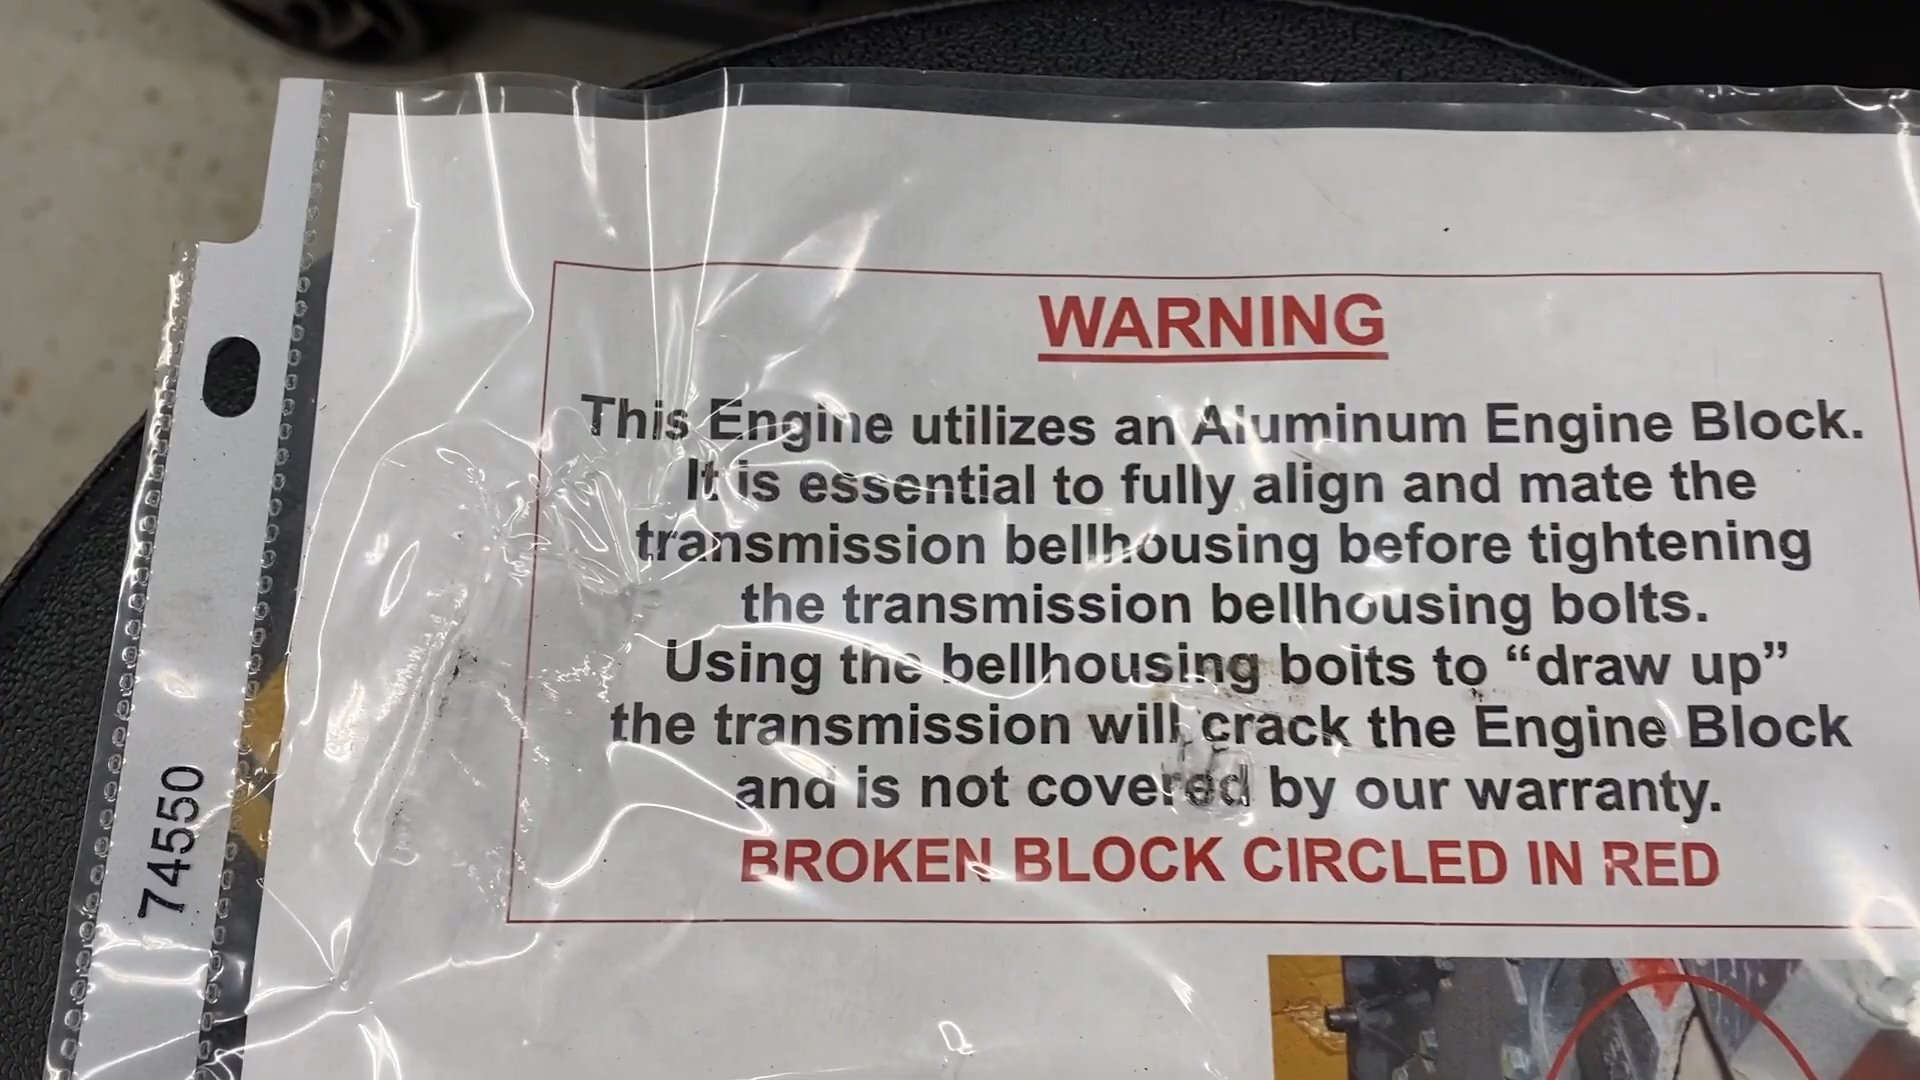 WARNING
This Engine utilizes an Aluminum Engine Block.
It is essential to fully align and mate the
transmission bellhousing before tightening
the transmission bellhousing bolts.
Using the bellhousing bolts to “draw up”
the transmission will crack the Engine Block
and is not covered by our warranty.
BROKEN BLOCK CIRCLED IN RED
74550